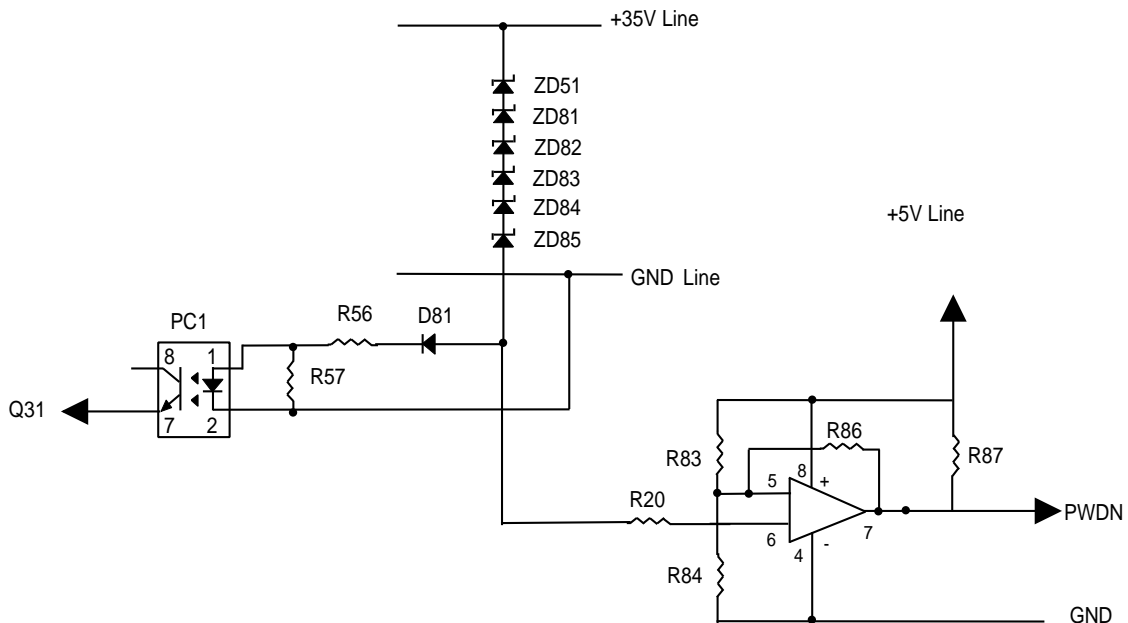 +35V Line
ZD51
ZD81
ZD82
ZD83
ZD84
ZD85
+5V Line
GND Line
R56
D81
PC1
8
1
R57
Q31
7
2
R86
R83
R87
8
+
5
R20
PWDN
6
7
4
-
R84
GND